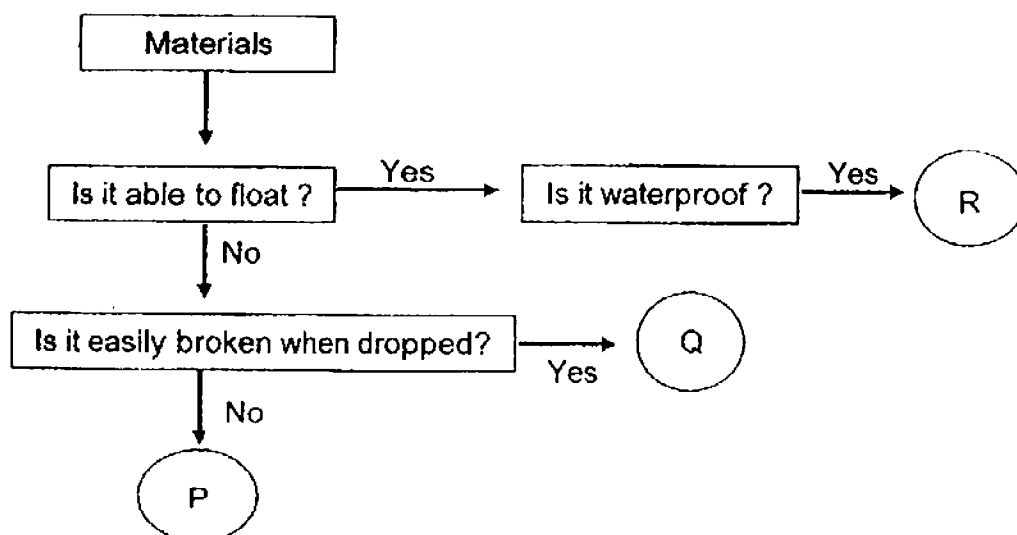 Materials
Is it able to float ?
Yes
Is it waterproof ?
Yes
R
No
Is it easily broken when dropped?
Yes
Q
No
P